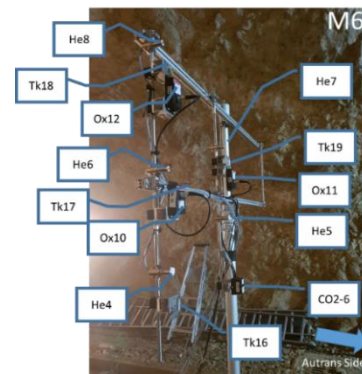 M6
He8
Tk18
He7
Ox12
Tk19
He6
Ox11
Tk17
He5
Ox10
He4
CO2-6
Tk16
Autrans Side